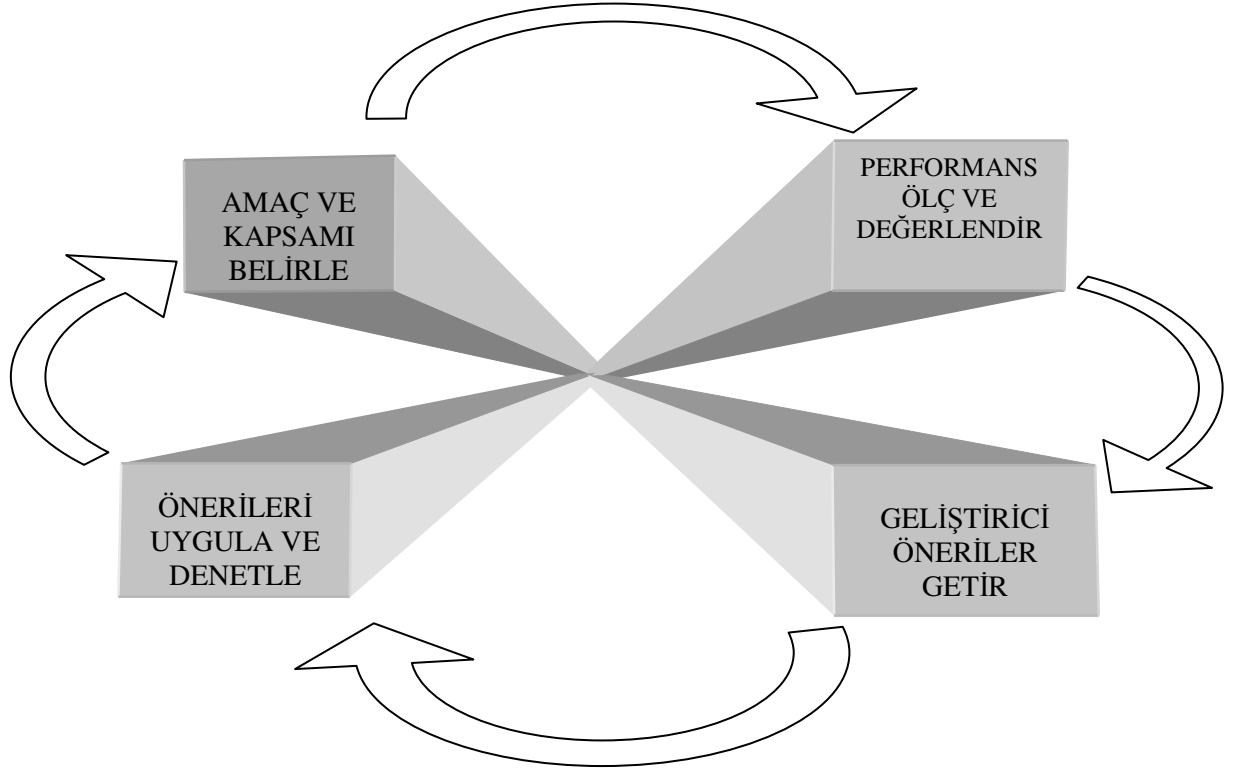 AMAÇ VE
KAPSAMI
BELİRLE
PERFORMANS
ÖLÇ VE
DEĞERLENDİR
GELİŞTİRİCİ
ÖNERİLER
GETİR
ÖNERİLERİ
UYGULA VE
DENETLE